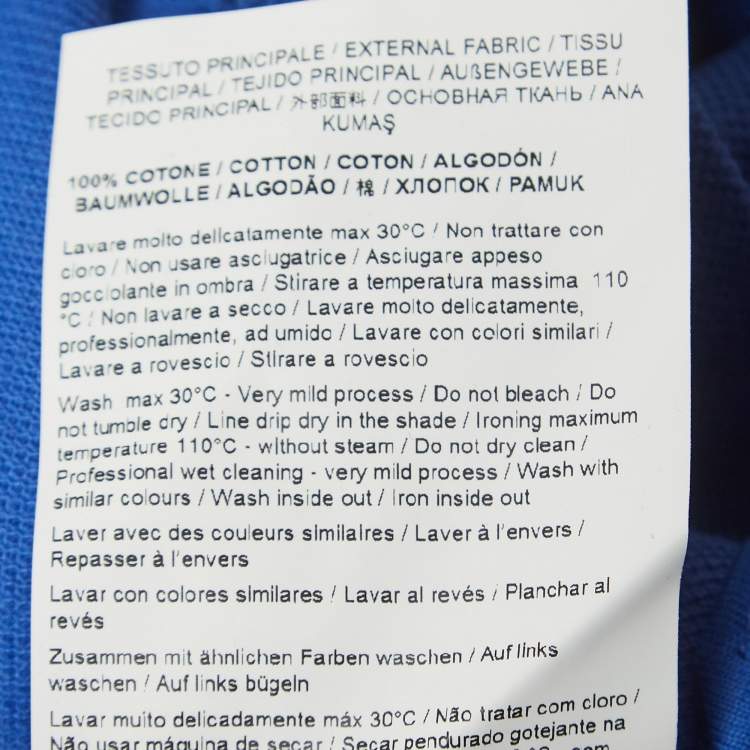 TESSUTO PRINCIPALE / EXTERNAL FABRIC / TISSU
PRINCIPAL / TEJIDO PRINCIPAL / AUßENGEWEBE /
TECIDO PRINCIPAL / 外部面料 / ОСНОВНАЯ ТКАНЬ / ANA
KUMAŞ
100% COTONE / COTTON / COTON / ALGODÓN /
BAUMWOLLE / ALGODÃO / 棉 / ХЛОПОК / PAMUK
Lavare molto delicatamente max 30°C / Non trattare con
cloro / Non usare asciugatrice / Asciugare appeso
gocciolante in ombra / Stirare a temperatura massima 110
°C / Non lavare a secco / Lavare molto delicatamente,
professionalmente, ad umido / Lavare con colori similari /
Lavare a rovescio / Stirare a rovescio
Wash max 30°C - Very mild process / Do not bleach / Do
not tumble dry / Line drip dry in the shade / Ironing maximum
temperature 110°C - without steam / Do not dry clean /
Professional wet cleaning - very mild process / Wash with
similar colours / Wash inside out / Iron inside out
Laver avec des couleurs similaires / Laver à l'envers /
Repasser à l'envers
Lavar con colores similares / Lavar al revés / Planchar al
revés
Zusammen mit ähnlichen Farben waschen / Auf links
waschen / Auf links bügeln
Lavar muito delicadamente máx 30°C / Não tratar com cloro /
Não usar máquina de secar / Secar pendurado gotejante na